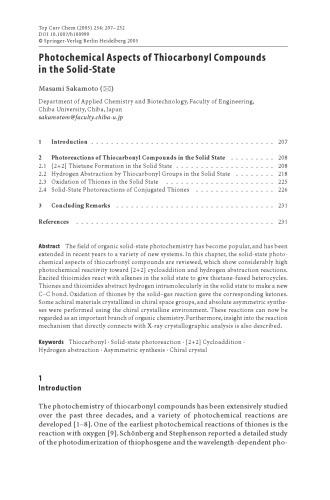 Top Curr Chem (2005) 254: 207–232
DOI 10.1007/b100999
© Springer-Verlag Berlin Heidelberg 2005
Photochemical Aspects of Thiocarbonyl Compounds
in the Solid-State
Masami Sakamoto (✉)
Department of Applied Chemistry and Biotechnology, Faculty of Engineering,
Chiba University, Chiba, Japan
sakamotom@faculty.chiba-u.jp
1 Introduction . . . . . . . . . . . . . . . . . . . . . . . . . . . . . . . 207
2 Photoreactions of Thiocarbonyl Compounds in the Solid State . . . . . . . . . 208
2.1 [2+2] Thietane Formation in the Solid State . . . . . . . . . . . . . . . . 208
2.2 Hydrogen Abstraction by Thiocarbonyl Groups in the Solid State . . . . . . . 218
2.3 Oxidation of Thiones in the Solid State . . . . . . . . . . . . . . . . . . 225
2.4 Solid-State Photoreactions of Conjugated Thiones . . . . . . . . . . . . . 226
3 Concluding Remarks . . . . . . . . . . . . . . . . . . . . . . . . . . . 231
References . . . . . . . . . . . . . . . . . . . . . . . . . . . . . . . . . 231
Abstract The field of organic solid-state photochemistry has become popular, and has been
extended in recent years to a variety of new systems. In this chapter, the solid-state photo-
chemical aspects of thiocarbonyl compounds are reviewed, which show considerably high
photochemical reactivity toward [2+2] cycloaddition and hydrogen abstraction reactions.
Excited thioimides react with alkenes in the solid state to give thietane-fused heterocycles.
Thiones and thioimides abstract hydrogen intramolecularly in the solid state to make a new
C–C bond. Oxidation of thiones by the solid-gas reaction gave the corresponding ketones.
Some achiral materials crystallized in chiral space groups, and absolute asymmetric synthe-
ses were performed using the chiral crystalline environment. These reactions can now be
regarded as an important branch of organic chemistry. Furthermore, insight into the reaction
mechanism that directly connects with X-ray crystallographic analysis is also described.
Keywords Thiocarbonyl · Solid-state photoreaction · [2+2] Cycloaddition ·
Hydrogen abstraction · Asymmetric synthesis · Chiral crystal
1
Introduction
The photochemistry of thiocarbonyl compounds has been extensively studied
over the past three decades, and a variety of photochemical reactions are
developed [1–8]. One of the earliest photochemical reactions of thiones is the
reaction with oxygen [9]. Schönberg and Stephenson reported a detailed study
of the photodimerization of thiophosgene and the wavelength-dependent pho-